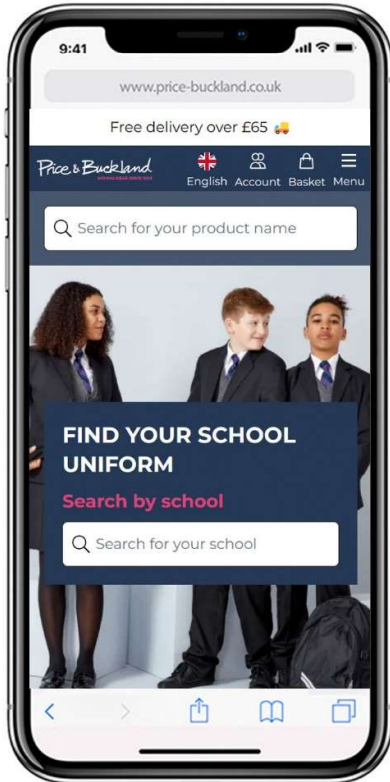 9:41
www.price-buckland.co.uk
Free delivery over £65
Price & Buckland
English Account Basket Menu
Search for your product name
FIND YOUR SCHOOL
UNIFORM
Search by school
Search for your school